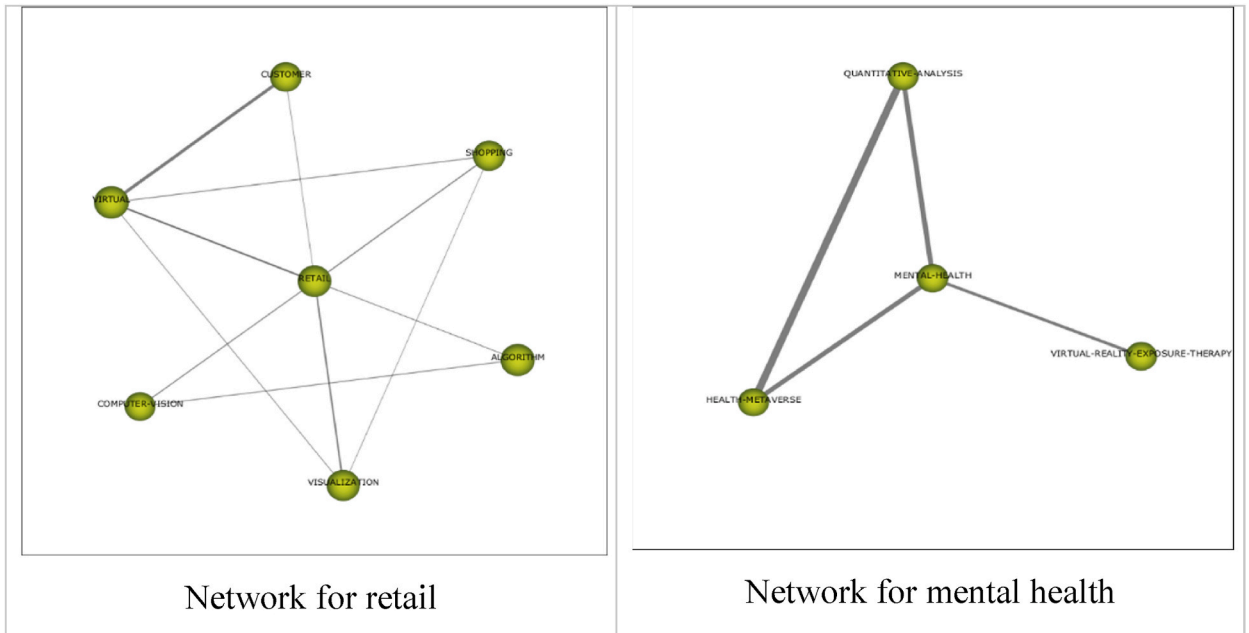 CUSTOMER
SHOPPING
VIRTUAL
RETAIL
ALGORITHM
COMPUTER-VISION
VISUALIZATION
Network for retail
QUANTITATIVE-ANALYSIS
MENTAL-HEALTH
VIRTUAL-REALITY-EXPOSURE-THERAPY
HEALTH-METAVERSE
Network for mental health